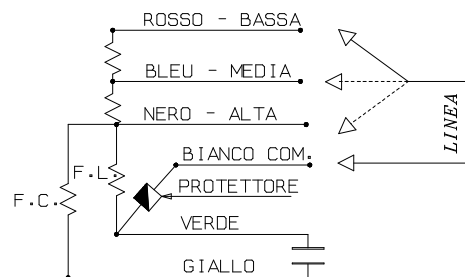 ROSSO - BASSA
BLEU - MEDIA
NERO - ALTA
LINEA
BIANCO COM.
F.L.
PROTETTORE
F.C.
VERDE
GIALLO